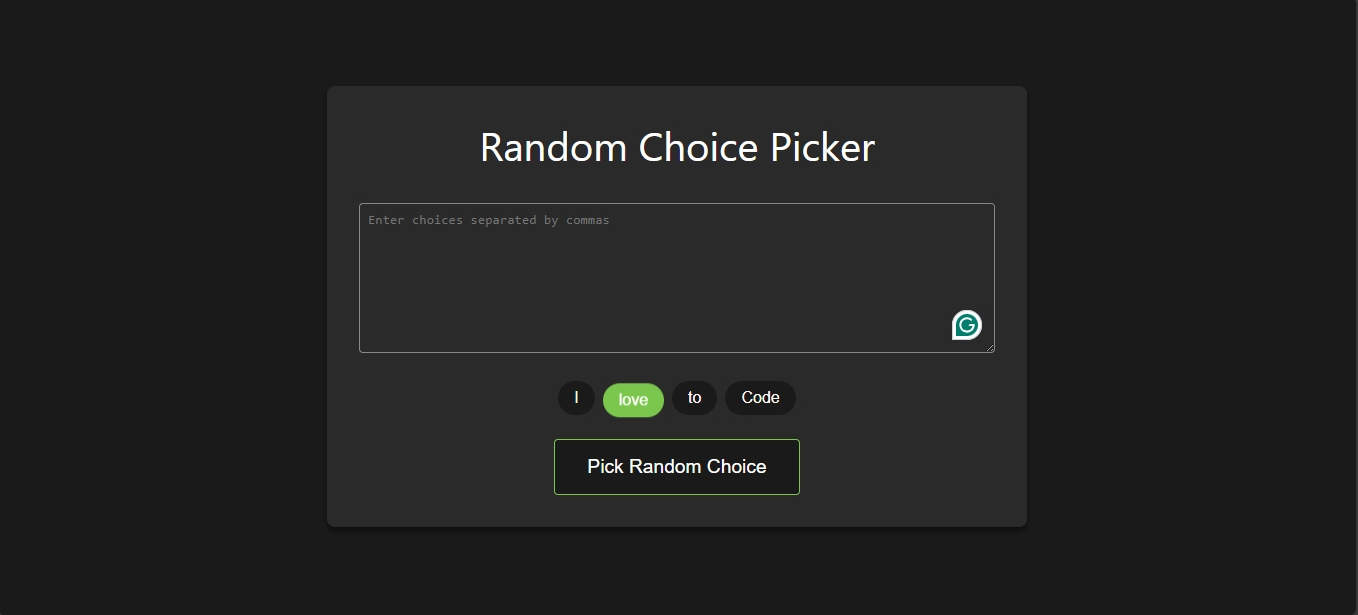 Random Choice Picker
Enter choices separated by commas
I love to Code
Pick Random Choice